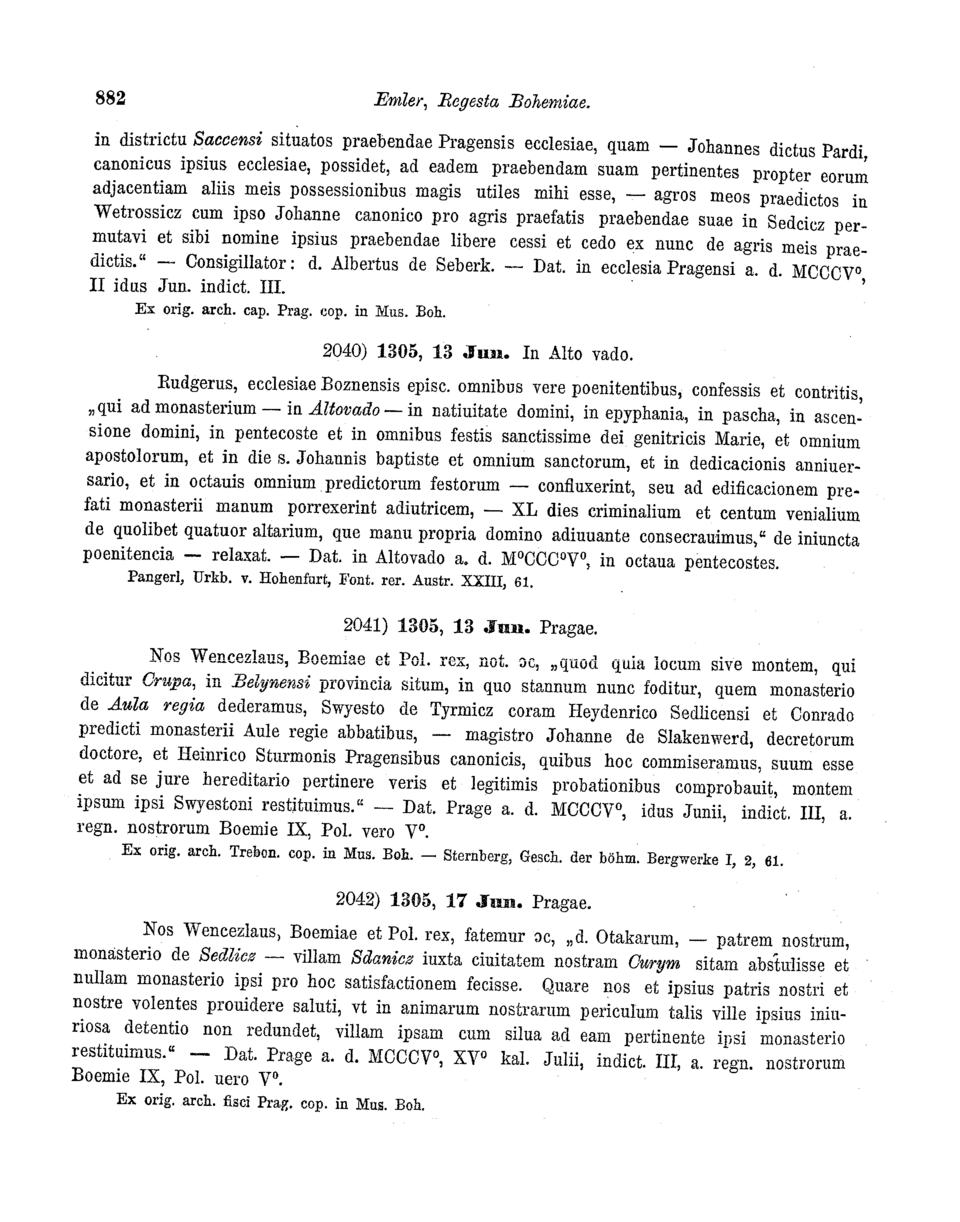 882 Emler, Regesta Bohemiae.
in districtu Saccensi situatos praebendae Pragensis ecclesiae, quam — Johannes dictus Pardi,
canonicus ipsius ecclesiae, possidet, ad eadem praebendam suam pertinentes propter eorum
adjacentiam aliis meis possessionibus magis utiles mihi esse, — agros meos praedictos in
Wetrossicz cum ipso Johanne canonico pro agris praefatis praebendae suae in Sedcicz per-
mutavi et sibi nomine ipsius praebendae libere cessi et cedo ex nunc de agris meis prae-
dictis.“ — Consigillator: d. Albertus de Seberk. — Dat. in ecclesia Pragensi a. d. MCCCV⁰,
II idus Jun. indict. III.
Ex orig. arch. cap. Prag. cop. in Mus. Boh.
2040) 1305, 13 Jun. In Alto vado.
Rudgerus, ecclesiae Boznensis episc. omnibus vere poenitentibus, confessis et contritis,
„qui ad monasterium — in Altovado — in natiuitate domini, in epyphania, in pascha, in ascen-
sione domini, in pentecoste et in omnibus festis sanctissime dei genitricis Marie, et omnium
apostolorum, et in die s. Johannis baptiste et omnium sanctorum, et in dedicacionis anniuer-
sario, et in octauis omnium predictorum festorum — confluxerint, seu ad edificacionem pre-
fati monasterii manum porrexerint adiutricem, — XL dies criminalium et centum venialium
de quolibet quatuor altarium, que manu propria domino adiuuante consecrauimus,“ de iniuncta
poenitencia — relaxat. — Dat. in Altovado a. d. M⁰CCC⁰V⁰, in octaua pentecostes.
Pangerl, Urkb. v. Hohenfurt, Font. rer. Austr. XXIII, 61.
2041) 1305, 13 Jun. Pragae.
Nos Wencezlaus, Boemiae et Pol. rex, not. ɔc, „quod quia locum sive montem, qui
dicitur Crupa, in Belynensi provincia situm, in quo stannum nunc foditur, quem monasterio
de Aula regia dederamus, Swyesto de Tyrmicz coram Heydenrico Sedlicensi et Conrado
predicti monasterii Aule regie abbatibus, — magistro Johanne de Slakenwerd, decretorum
doctore, et Heinrico Sturmonis Pragensibus canonicis, quibus hoc commiseramus, suum esse
et ad se jure hereditario pertinere veris et legitimis probationibus comprobauit, montem
ipsum ipsi Swyestoni restituimus.“ — Dat. Prage a. d. MCCCV⁰, idus Junii, indict. III, a.
regn. nostrorum Boemie IX, Pol. vero V⁰.
Ex orig. arch. Trebon. cop. in Mus. Boh. — Sternberg, Gesch. der böhm. Bergwerke I, 2, 61.
2042) 1305, 17 Jun. Pragae.
Nos Wencezlaus, Boemiae et Pol. rex, fatemur ɔc, „d. Otakarum, — patrem nostrum,
monasterio de Sedlicz — villam Sdanicz iuxta ciuitatem nostram Curym sitam abstulisse et
nullam monasterio ipsi pro hoc satisfactionem fecisse. Quare nos et ipsius patris nostri et
nostre volentes prouidere saluti, vt in animarum nostrarum periculum talis ville ipsius iniu-
riosa detentio non redundet, villam ipsam cum silua ad eam pertinente ipsi monasterio
restituimus.“ — Dat. Prage a. d. MCCCV⁰, XV⁰ kal. Julii, indict. III, a. regn. nostrorum
Boemie IX, Pol. uero V⁰.
Ex orig. arch. fisci Prag. cop. in Mus. Boh.